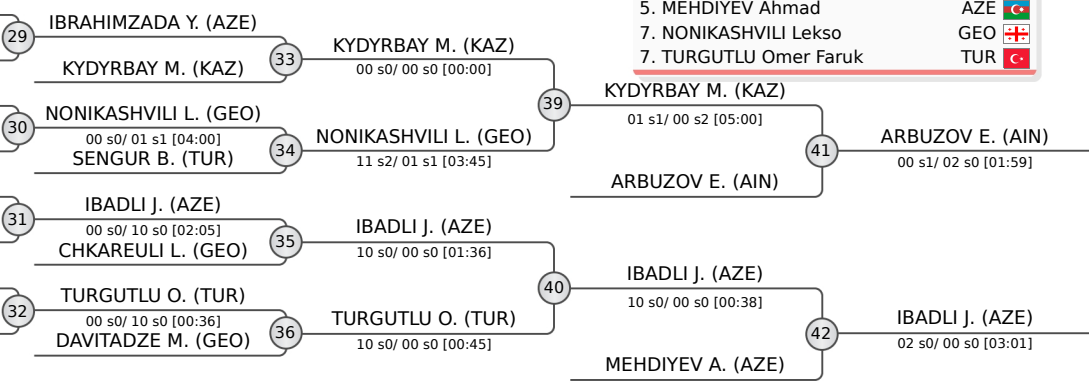 5. MEHDIYEV Ahmad AZE
7. NONIKASHVILI Lekso GEO
7. TURGUTLU Omer Faruk TUR
29
IBRAHIMZADA Y. (AZE)
KYDYRBAY M. (KAZ)
33
KYDYRBAY M. (KAZ)
00 s0/ 00 s0 [00:00]
30
NONIKASHVILI L. (GEO)
00 s0/ 01 s1 [04:00]
SENGUR B. (TUR)
34
NONIKASHVILI L. (GEO)
11 s2/ 01 s1 [03:45]
39
KYDYRBAY M. (KAZ)
01 s1/ 00 s2 [05:00]
ARBUZOV E. (AIN)
41
ARBUZOV E. (AIN)
00 s1/ 02 s0 [01:59]
31
IBADLI J. (AZE)
00 s0/ 10 s0 [02:05]
CHKAREULI L. (GEO)
35
IBADLI J. (AZE)
10 s0/ 00 s0 [01:36]
32
TURGUTLU O. (TUR)
00 s0/ 10 s0 [00:36]
DAVITADZE M. (GEO)
36
TURGUTLU O. (TUR)
10 s0/ 00 s0 [00:45]
40
IBADLI J. (AZE)
10 s0/ 00 s0 [00:38]
MEHDIYEV A. (AZE)
42
IBADLI J. (AZE)
02 s0/ 00 s0 [03:01]